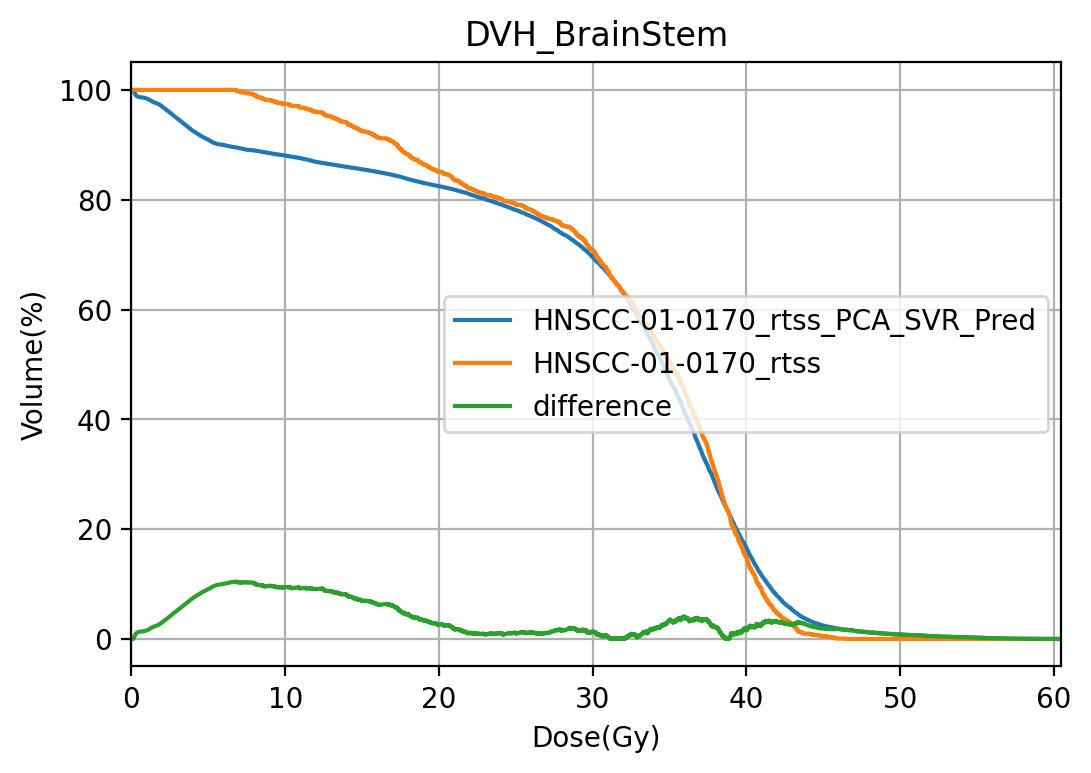 DVH_BrainStem
100
80
60
40
20
0
Volume(%)
HNSCC-01-0170_rtss_PCA_SVR_Pred
HNSCC-01-0170_rtss
difference
0 10 20 30 40 50 60
Dose(Gy)